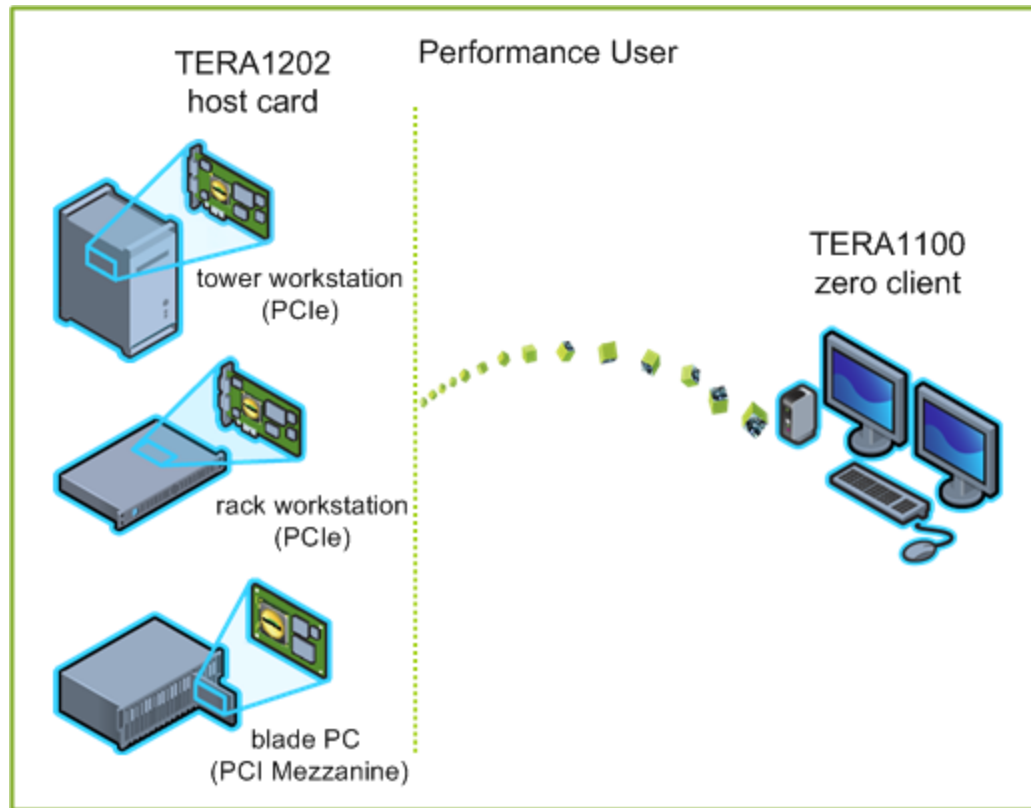 TERA1202
host card
Performance User
tower workstation
(PCIe)
TERA1100
zero client
rack workstation
(PCIe)
blade PC
(PCI Mezzanine)